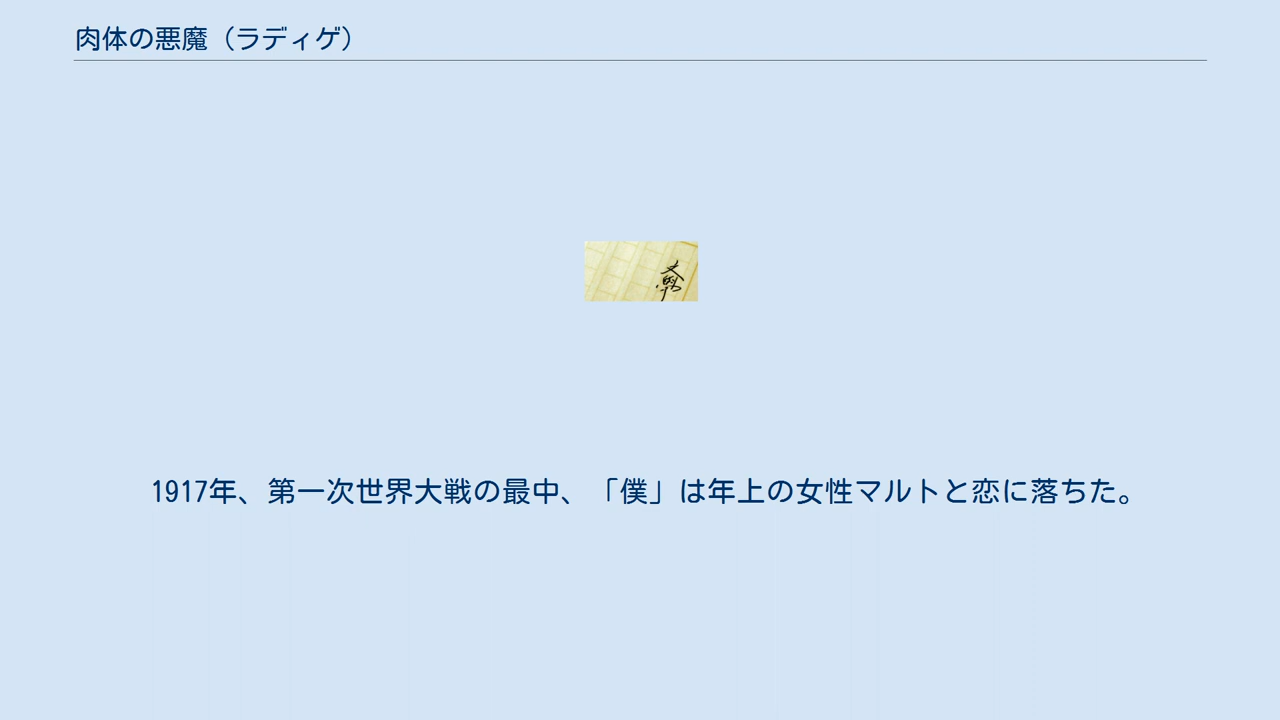 肉体の悪魔（ラディゲ）
1917年、第一次世界大戦の最中、「僕」は年上の女性マルトと恋に落ちた。